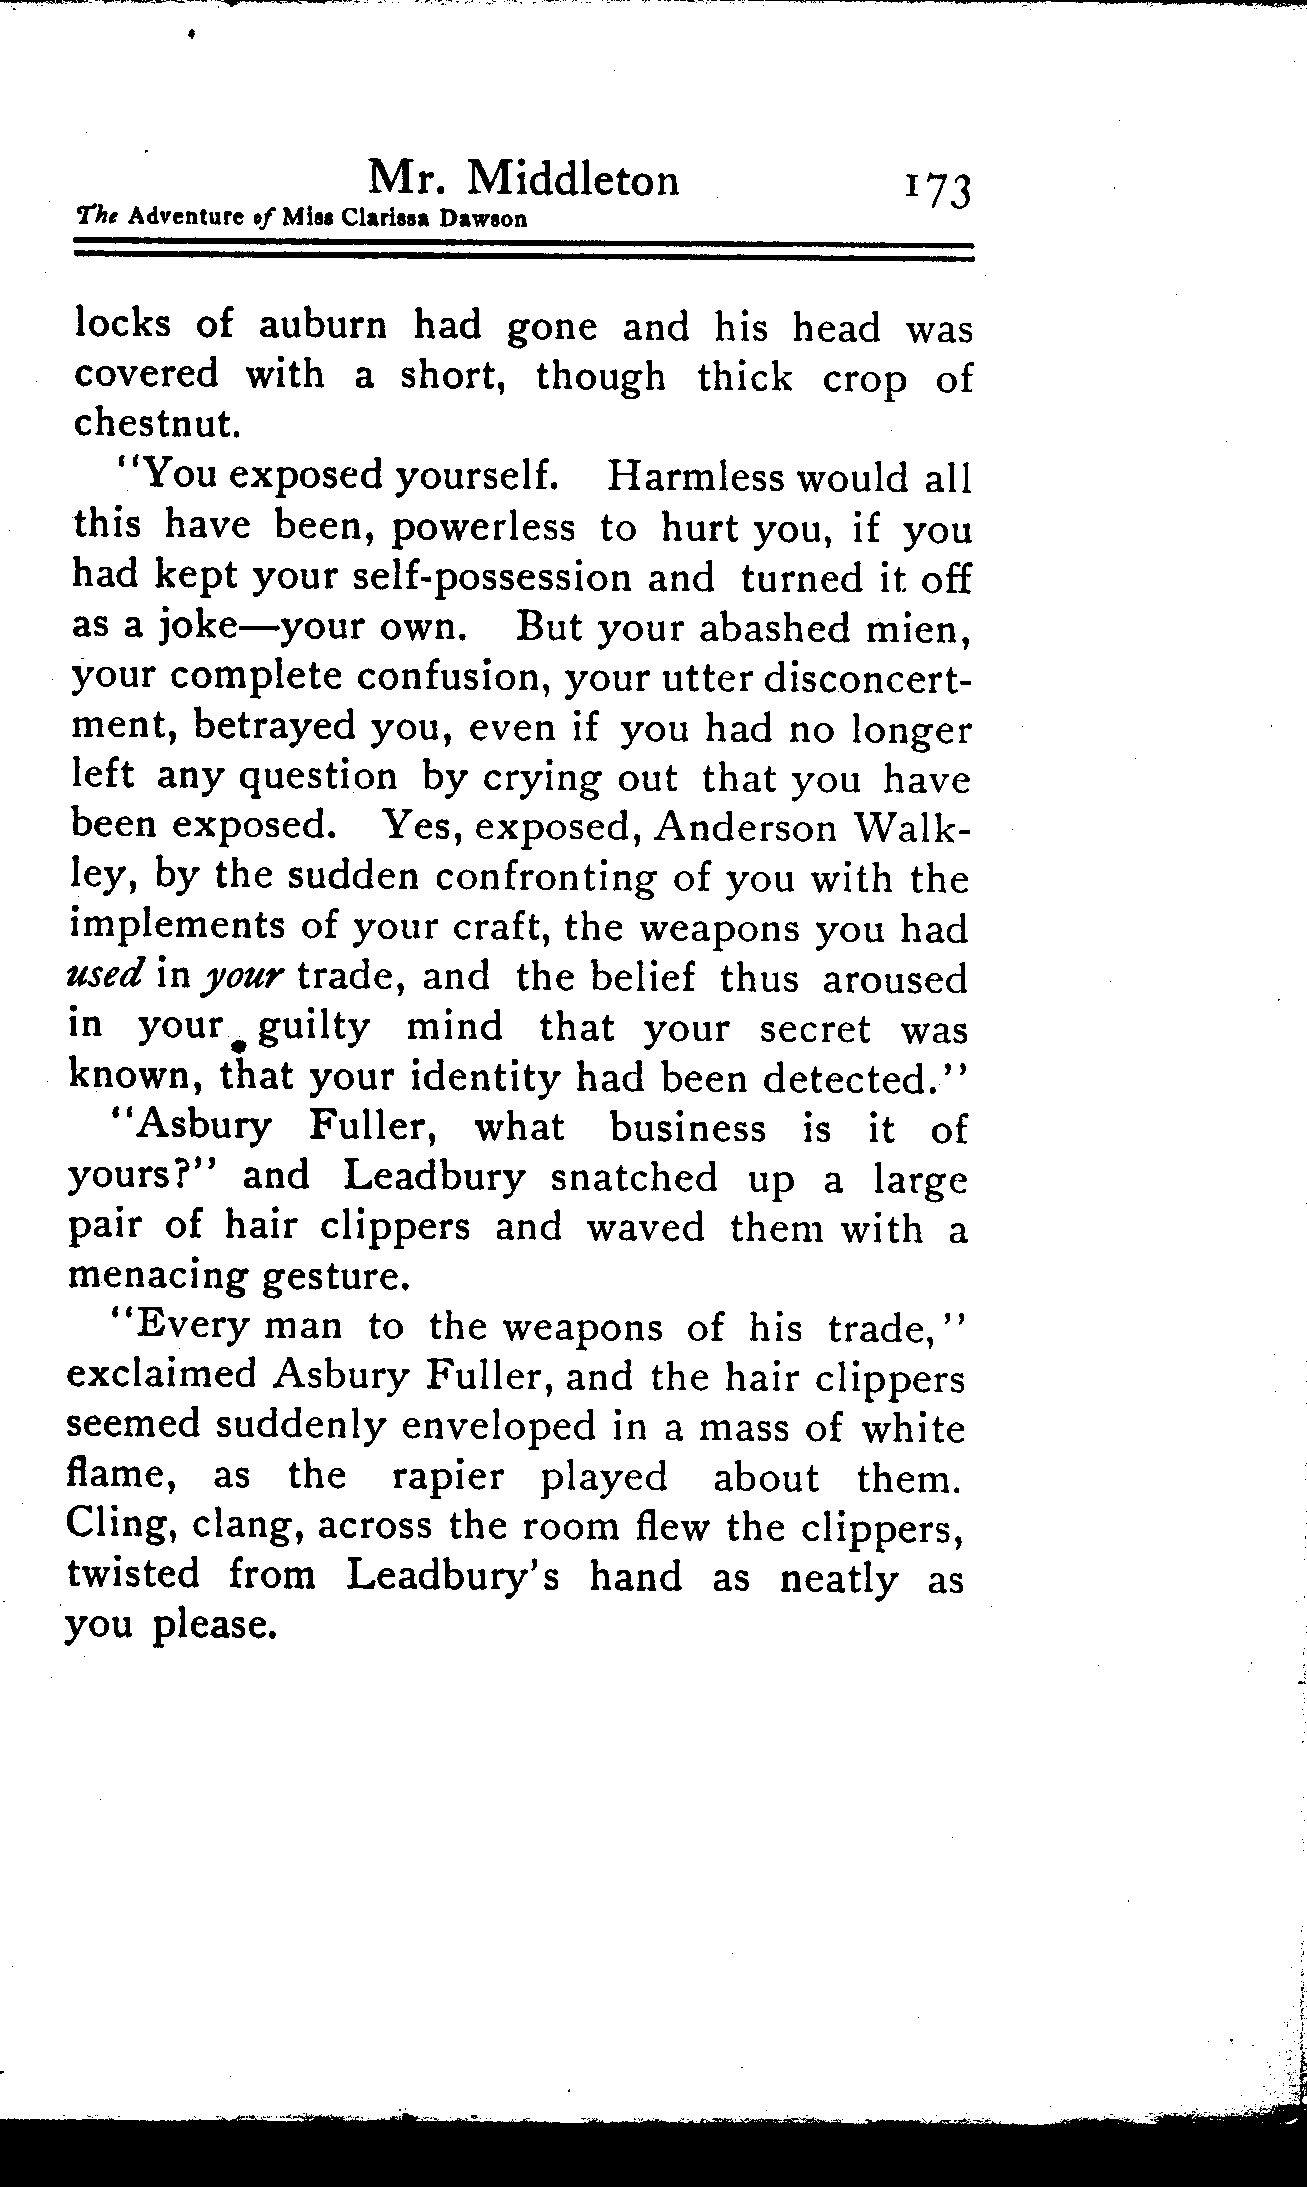 Mr. Middleton 173
The Adventure of Miss Clarissa Dawson
locks of auburn had gone and his head was
covered with a short, though thick crop of
chestnut.
"You exposed yourself. Harmless would all
this have been, powerless to hurt you, if you
had kept your self-possession and turned it off
as a joke—your own. But your abashed mien,
your complete confusion, your utter disconcert-
ment, betrayed you, even if you had no longer
left any question by crying out that you have
been exposed. Yes, exposed, Anderson Walk-
ley, by the sudden confronting of you with the
implements of your craft, the weapons you had
used in your trade, and the belief thus aroused
in your guilty mind that your secret was
known, that your identity had been detected."
"Asbury Fuller, what business is it of
yours?" and Leadbury snatched up a large
pair of hair clippers and waved them with a
menacing gesture.
"Every man to the weapons of his trade,"
exclaimed Asbury Fuller, and the hair clippers
seemed suddenly enveloped in a mass of white
flame, as the rapier played about them.
Cling, clang, across the room flew the clippers,
twisted from Leadbury's hand as neatly as
you please.